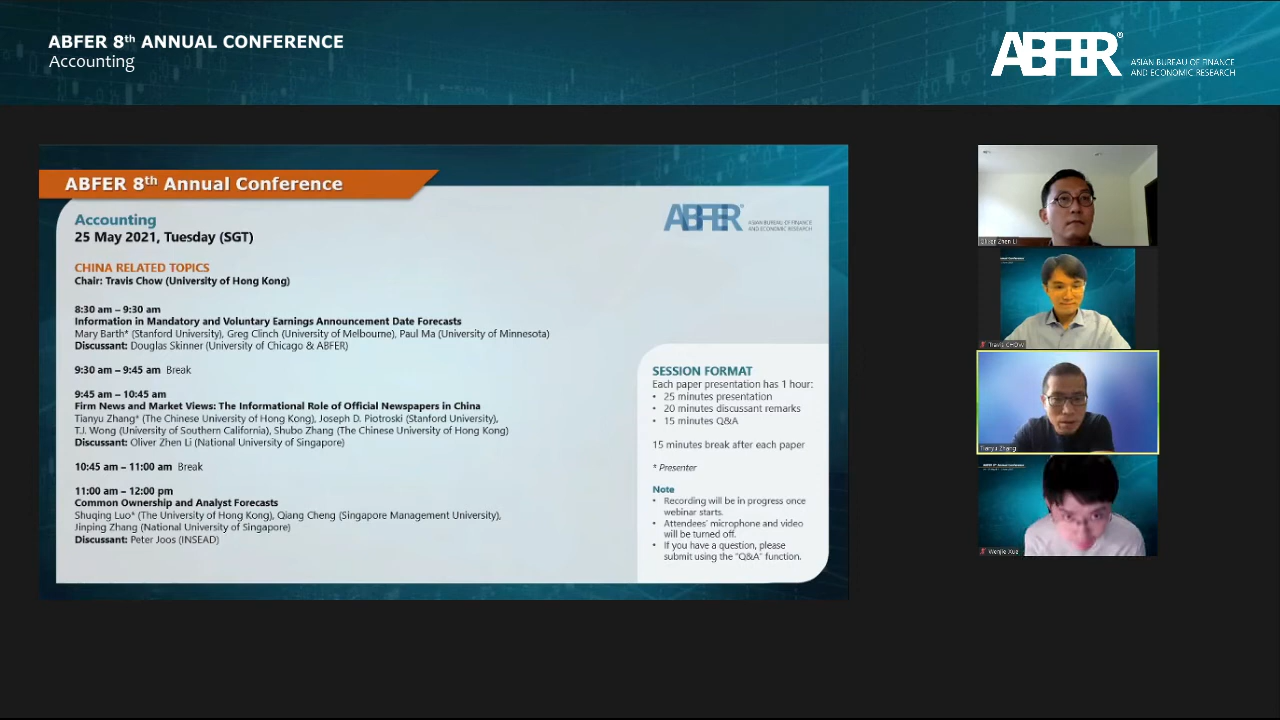 ABFER 8th ANNUAL CONFERENCE
Accounting
ABFER®
ASIAN BUREAU OF FINANCE
AND ECONOMIC RESEARCH
ABFER 8th Annual Conference
Accounting
25 May 2021, Tuesday (SGT)
ABFER®
ASIAN BUREAU OF FINANCE
AND ECONOMIC RESEARCH
CHINA RELATED TOPICS
Chair: Travis Chow (University of Hong Kong)
8:30 am – 9:30 am
Information in Mandatory and Voluntary Earnings Announcement Date Forecasts
Mary Barth* (Stanford University), Greg Clinch (University of Melbourne), Paul Ma (University of Minnesota)
Discussant: Douglas Skinner (University of Chicago & ABFER)
9:30 am – 9:45 am Break
9:45 am – 10:45 am
Firm News and Market Views: The Informational Role of Official Newspapers in China
Tianyu Zhang* (The Chinese University of Hong Kong), Joseph D. Piotroski (Stanford University),
T.J. Wong (University of Southern California), Shubo Zhang (The Chinese University of Hong Kong)
Discussant: Oliver Zhen Li (National University of Singapore)
10:45 am – 11:00 am Break
11:00 am – 12:00 pm
Common Ownership and Analyst Forecasts
Shuqing Luo* (The University of Hong Kong), Qiang Cheng (Singapore Management University),
Jinping Zhang (National University of Singapore)
Discussant: Peter Joos (INSEAD)
SESSION FORMAT
Each paper presentation has 1 hour:
• 25 minutes presentation
• 20 minutes discussant remarks
• 15 minutes Q&A
15 minutes break after each paper
* Presenter
Note
• Recording will be in progress once
webinar starts.
• Attendees' microphone and video
will be turned off.
• If you have a question, please
submit using the "Q&A" function.
Oliver Zhen Li
Travis CHOW
Tianyu Zhang
Wenjie Xue